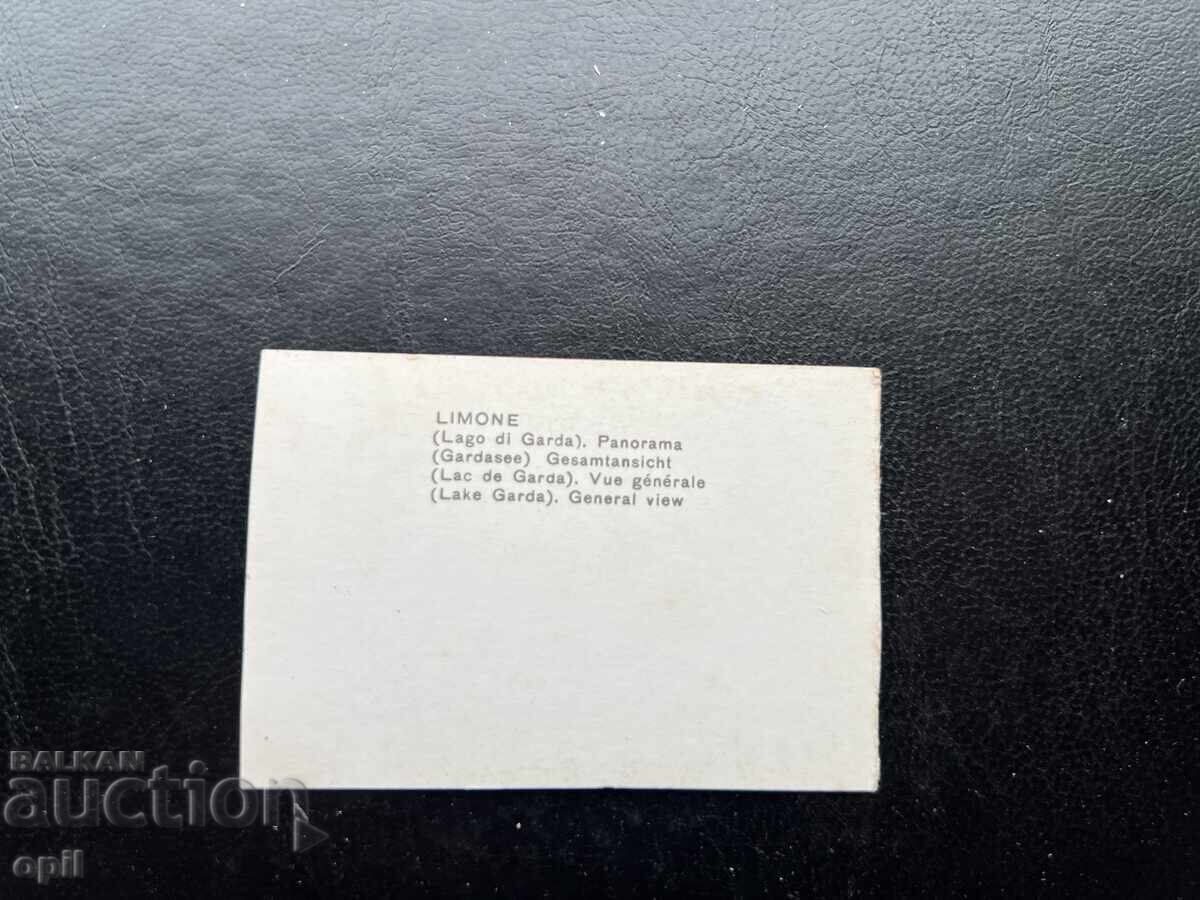 LIMONE
(Lago di Garda). Panorama
(Gardasee) Gesamtansicht
(Lac de Garda). Vue générale
(Lake Garda). General view
BALKAN
auction
opil